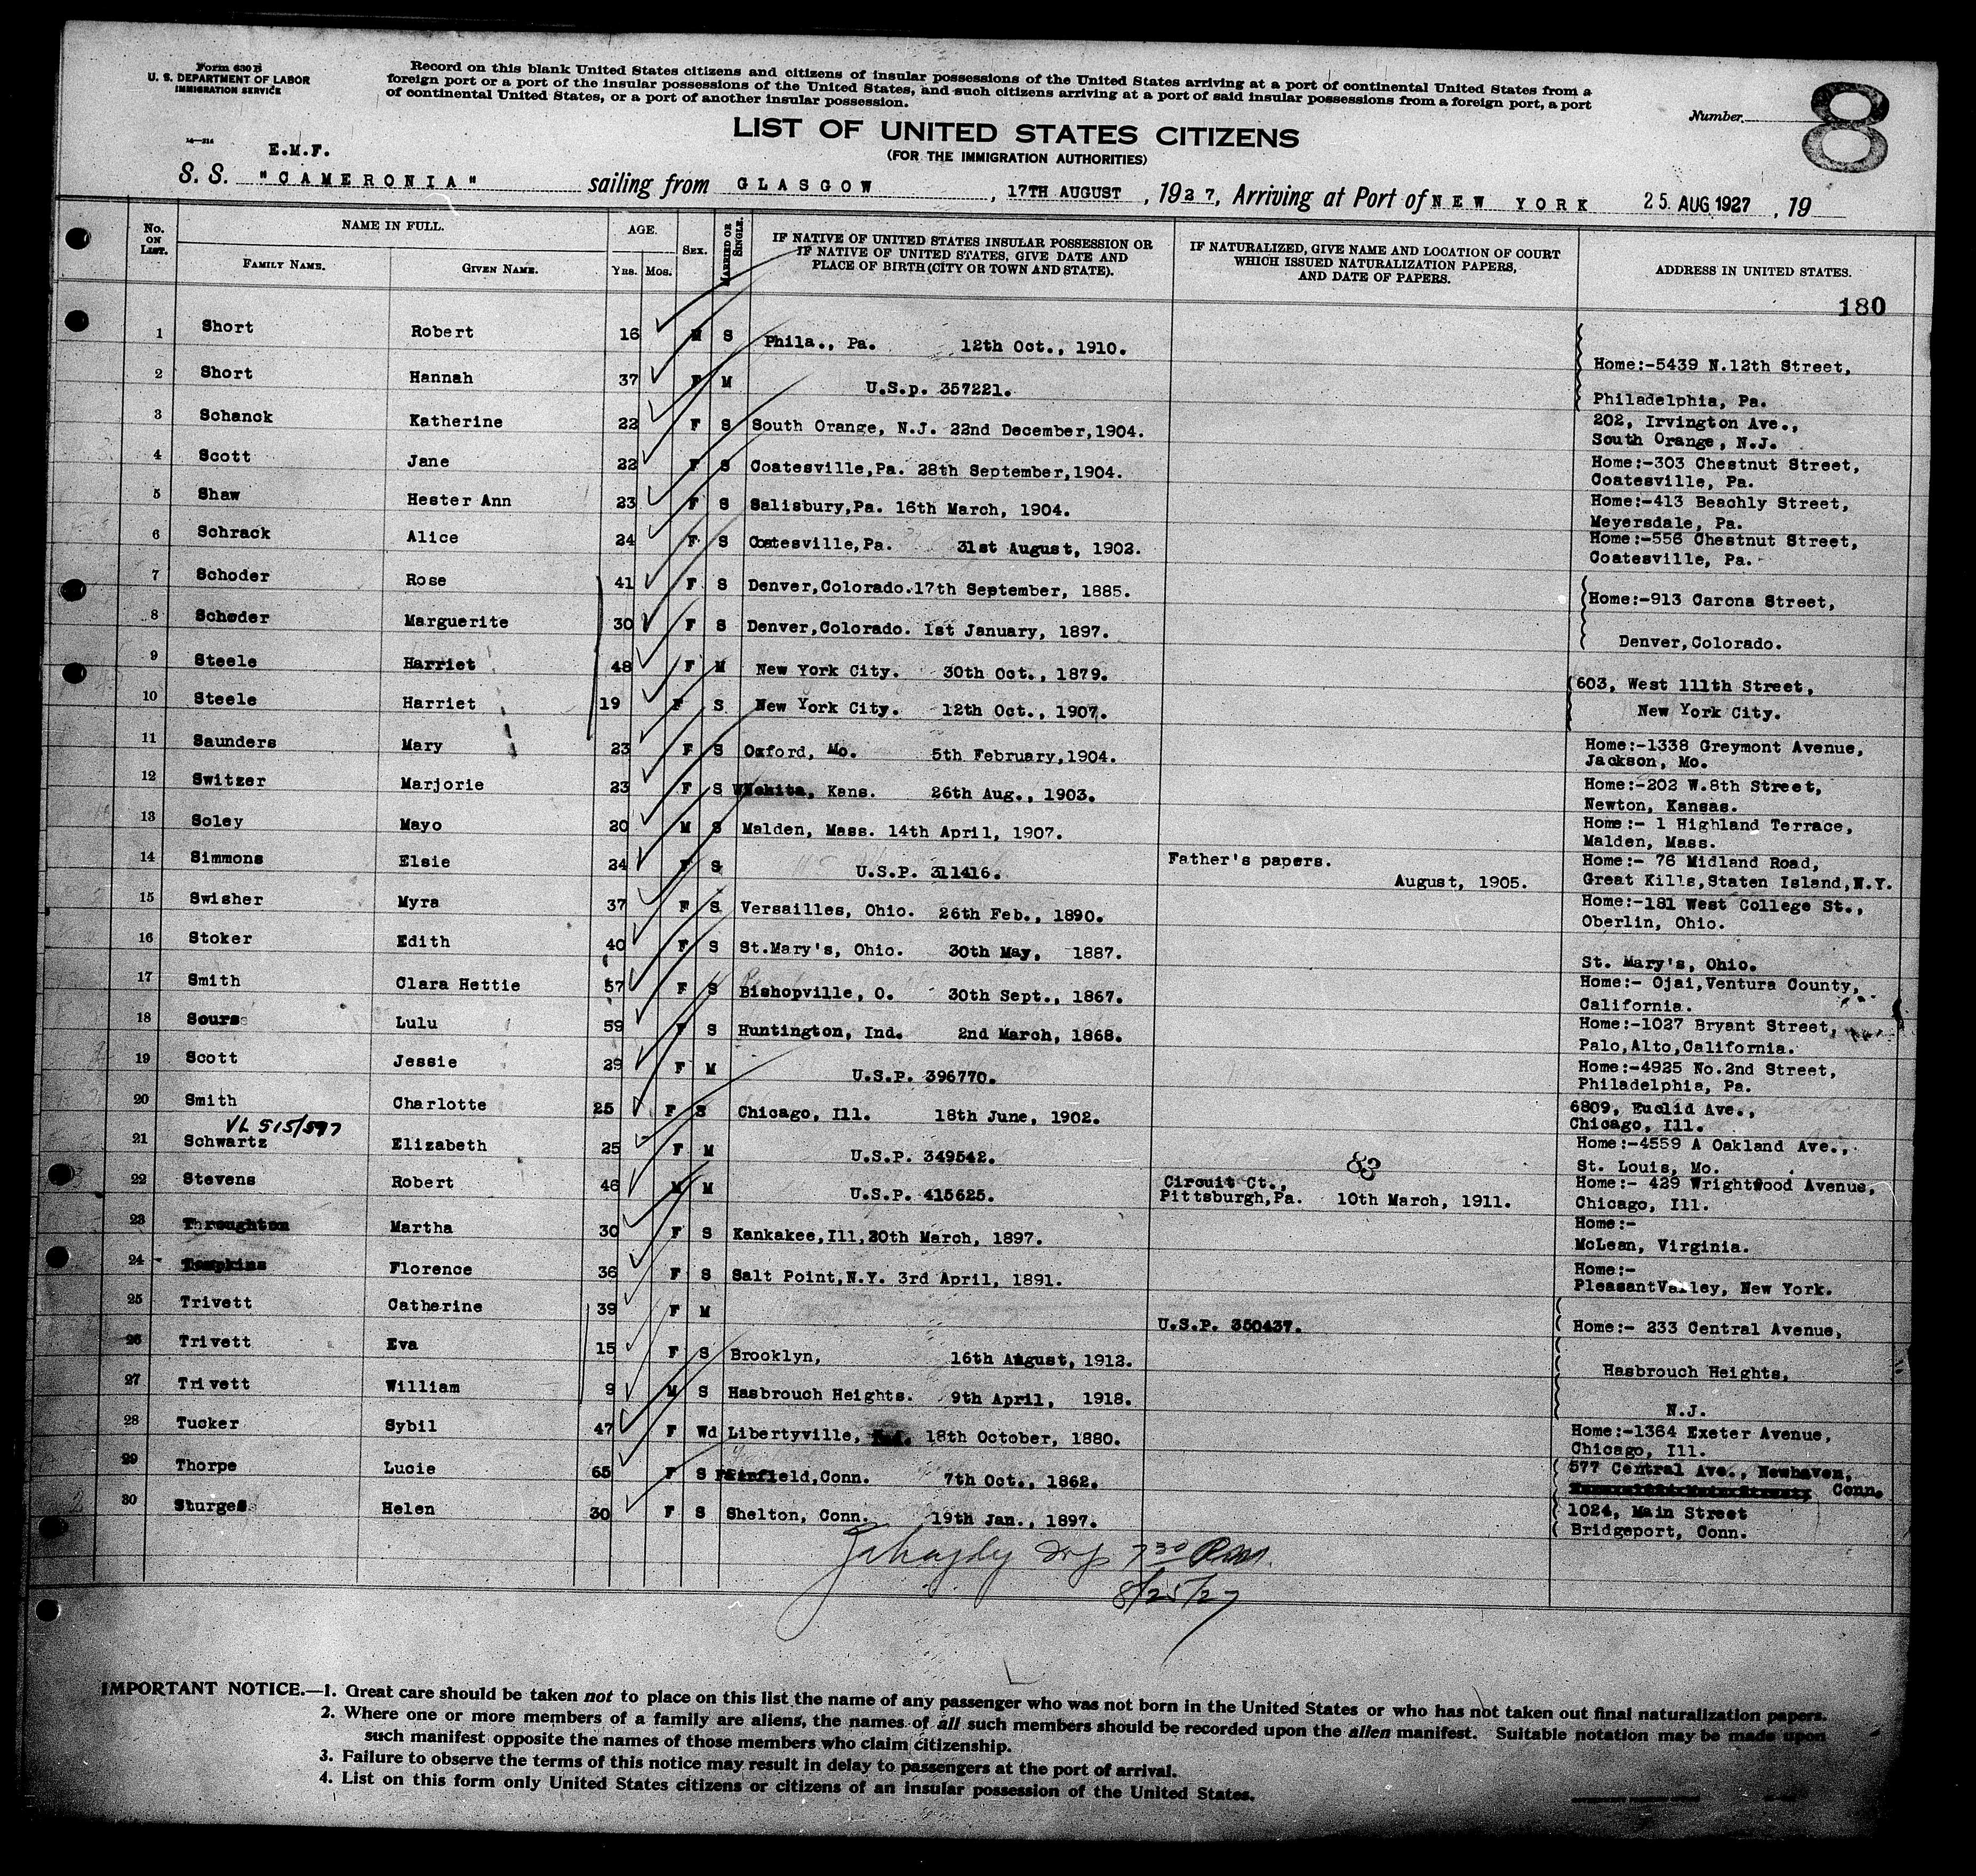 Form 630 B
U. S. DEPARTMENT OF LABOR
IMMIGRATION SERVICE
Record on this blank United States citizens and citizens of insular possessions of the United States arriving at a port of continental United States from a
foreign port or a port of the insular possessions of the United States, and such citizens arriving at a port of said insular possessions from a foreign port, a port
of continental United States, or a port of another insular possession.
Number
8
LIST OF UNITED STATES CITIZENS
(FOR THE IMMIGRATION AUTHORITIES)
14—214
E.M.F.
S. S. "CAMERONIA" sailing from GLASGOW, 17TH AUGUST, 1927, Arriving at Port of NEW YORK 25 AUG 1927, 19
No. ON LIST. NAME IN FULL. AGE. SEX. MARRIED OR SINGLE. IF NATIVE OF UNITED STATES INSULAR POSSESSION OR IF NATIVE OF UNITED STATES, GIVE DATE AND PLACE OF BIRTH (CITY OR TOWN AND STATE). IF NATURALIZED, GIVE NAME AND LOCATION OF COURT WHICH ISSUED NATURALIZATION PAPERS, AND DATE OF PAPERS. ADDRESS IN UNITED STATES.
FAMILY NAME. GIVEN NAME. Yrs. Mos.
180
1 Short Robert 16 M S Phila., Pa. 12th Oct., 1910.
Home:-5439 N.12th Street,
2 Short Hannah 37 F M U.S.p. 357221.
Philadelphia, Pa.
3 Schanck Katherine 22 F S South Orange, N.J. 22nd December,1904. 202, Irvington Ave.,
South Orange, N.J.
4 Scott Jane 22 F S Coatesville,Pa. 28th September,1904. Home:-303 Chestnut Street,
Coatesville, Pa.
5 Shaw Hester Ann 23 F S Salisbury,Pa. 16th March, 1904. Home:-413 Beachly Street,
Meyersdale, Pa.
6 Schrack Alice 24 F S Coatesville,Pa. 31st August, 1902. Home:-556 Chestnut Street,
Coatesville, Pa.
7 Schoder Rose 41 F S Denver,Colorado.17th September, 1885. Home:-913 Carona Street,
8 Schoder Marguerite 30 F S Denver,Colorado. 1st January, 1897.
Denver,Colorado.
9 Steele Harriet 48 F M New York City. 30th Oct., 1879. 603, West 111th Street,
10 Steele Harriet 19 F S New York City. 12th Oct., 1907. New York City.
11 Saunders Mary 23 F S Oxford, Mo. 5th February,1904. Home:-1338 Greymont Avenue,
Jackson, Mo.
12 Switzer Marjorie 23 F S Wichita, Kans. 26th Aug., 1903. Home:-202 W.8th Street,
Newton, Kansas.
13 Soley Mayo 20 M S Malden, Mass. 14th April, 1907. Home:- 1 Highland Terrace,
Malden, Mass.
14 Simmons Elsie 24 F S U.S.P. 311416. Father's papers. Home:- 76 Midland Road,
August, 1905. Great Kills,Staten Island,N.Y.
15 Swisher Myra 37 F S Versailles, Ohio. 26th Feb., 1890. Home:-181 West College St.,
Oberlin, Ohio.
16 Stoker Edith 40 F S St.Mary's, Ohio. 30th May, 1887.
St. Mary's, Ohio.
17 Smith Clara Hettie 57 F S Bishopville, O. 30th Sept., 1867. Home:- Ojai,Ventura County,
California.
18 Sours Lulu 59 F S Huntington, Ind. 2nd March, 1868. Home:-1027 Bryant Street,
Palo,Alto,California.
19 Scott Jessie 29 F M U.S.P. 396770. Home:-4925 No.2nd Street,
Philadelphia, Pa.
20 Smith Charlotte 25 F S Chicago, Ill. 18th June, 1902. 6809, Euclid Ave.,
Chicago, Ill.
VL 515/597
21 Schwartz Elizabeth 25 F M U.S.P. 349542. Home:-4559 A Oakland Ave.,
St. Louis, Mo.
83
22 Stevens Robert 46 M M U.S.P. 415625. Circuit Ct., Home:- 429 Wrightwood Avenue,
Pittsburgh,Pa. 10th March, 1911. Chicago, Ill.
23 Throughton Martha 30 F S Kankakee,Ill,20th March, 1897. Home:-
McLean, Virginia.
24 Tompkins Florence 36 F S Salt Point,N.Y. 3rd April, 1891. Home:-
PleasantValley, New York.
25 Trivett Catherine 39 F M
U.S.P. 350437. Home:- 233 Central Avenue,
26 Trivett Eva 15 F S Brooklyn, 16th August,1912.
Hasbrouch Heights,
27 Trivett William 9 M S Hasbrouch Heights. 9th April, 1918.
N.J.
28 Tucker Sybil 47 F Wd Libertyville, 18th October, 1880. Home:-1364 Exeter Avenue,
Chicago, Ill.
29 Thorpe Lucie 65 F S Fairfield,Conn. 7th Oct., 1862. 577 Central Ave., Newhaven,
Conn.
30 Sturges Helen 30 F S Shelton, Conn. 19th Jan., 1897. 1024, Main Street
Bridgeport, Conn.
7 30 P.M.
8/25/27
IMPORTANT NOTICE.—1. Great care should be taken not to place on this list the name of any passenger who was not born in the United States or who has not taken out final naturalization papers.
2. Where one or more members of a family are aliens, the names of all such members should be recorded upon the alien manifest. Suitable notation may be made upon
such manifest opposite the names of those members who claim citizenship.
3. Failure to observe the terms of this notice may result in delay to passengers at the port of arrival.
4. List on this form only United States citizens or citizens of an insular possession of the United States.